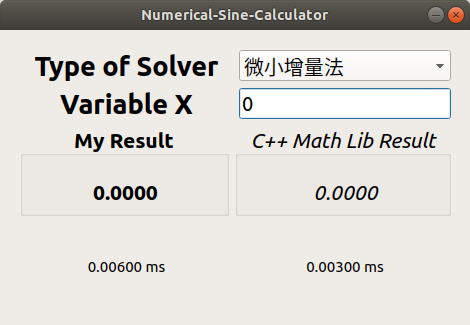 Numerical-Sine-Calculator
Type of Solver 微小增量法
Variable X 0
My Result C++ Math Lib Result
0.0000 0.0000
0.00600 ms 0.00300 ms